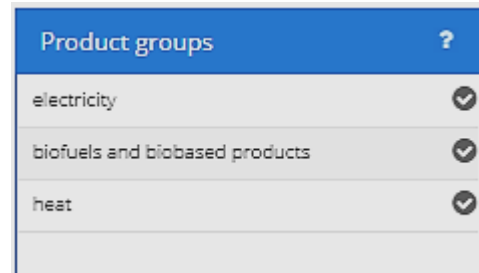 Product groups ?
electricity
biofuels and biobased products
heat